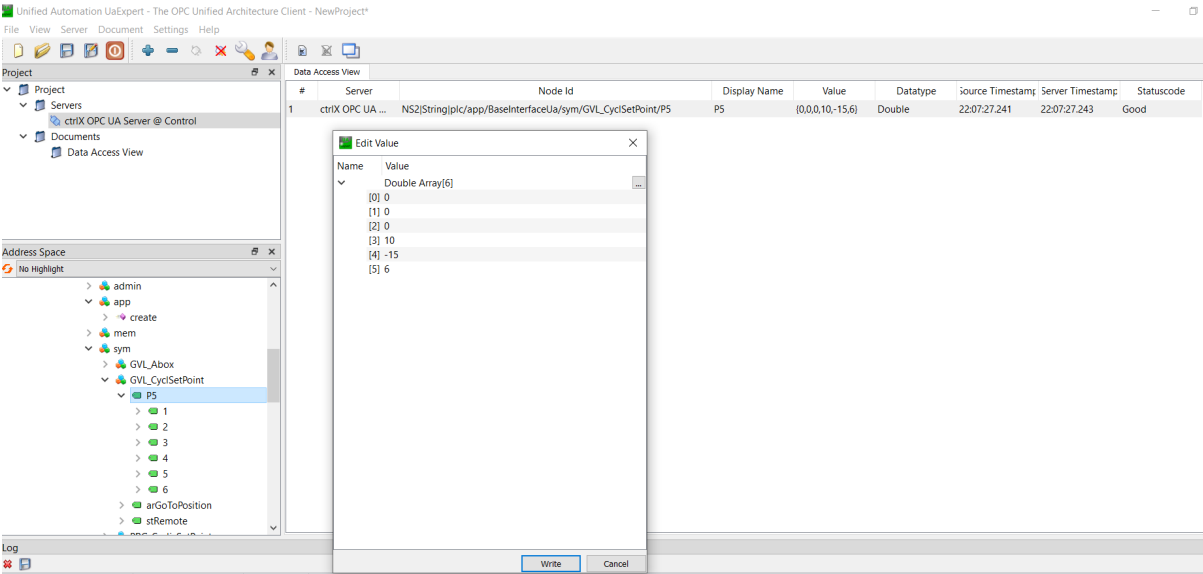 Unified Automation UaExpert - The OPC Unified Architecture Client - NewProject*
File View Server Document Settings Help
Project
Project
Servers
ctrlX OPC UA Server @ Control
Documents
Data Access View
Address Space
No Highlight
admin
app
create
mem
sym
GVL_Abox
GVL_CyclSetPoint
P5
1
2
3
4
5
6
arGoToPosition
stRemote
Log
Data Access View
# Server Node Id Display Name Value Datatype Source Timestamp Server Timestamp Statuscode
1 ctrlX OPC UA ... NS2|String|plc/app/BaseInterfaceUa/sym/GVL_CyclSetPoint/P5 P5 {0,0,0,10,-15,6} Double 22:07:27.241 22:07:27.243 Good
Edit Value
Name Value
Double Array[6]
...
[0] 0
[1] 0
[2] 0
[3] 10
[4] -15
[5] 6
Write Cancel